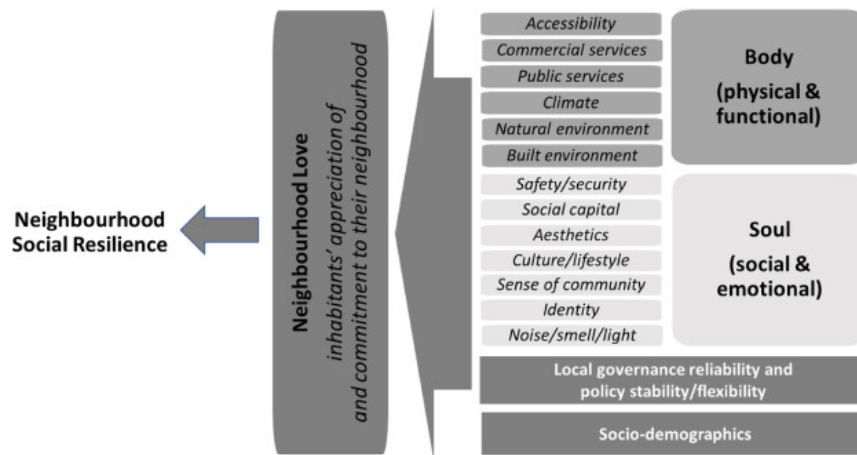 Neighbourhood
Social Resilience
Neighbourhood Love
inhabitants' appreciation of
and commitment to their neighbourhood
Accessibility
Commercial services
Public services
Climate
Natural environment
Built environment
Body
(physical &
functional)
Safety/security
Social capital
Aesthetics
Culture/lifestyle
Sense of community
Identity
Noise/smell/light
Soul
(social &
emotional)
Local governance reliability and
policy stability/flexibility
Socio-demographics